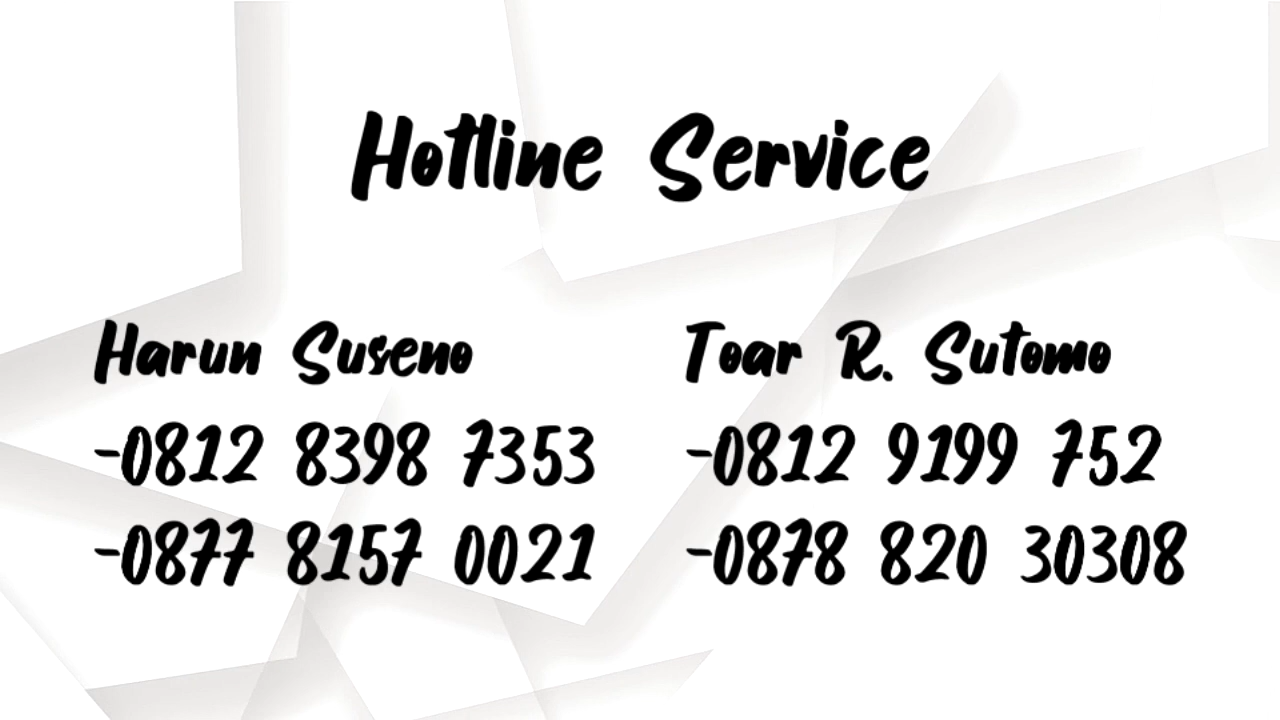 Hotline Service
Harun Suseno
-0812 8398 7353
-0877 8157 0021
Toar R. Sutomo
-0812 9199 752
-0878 820 30308